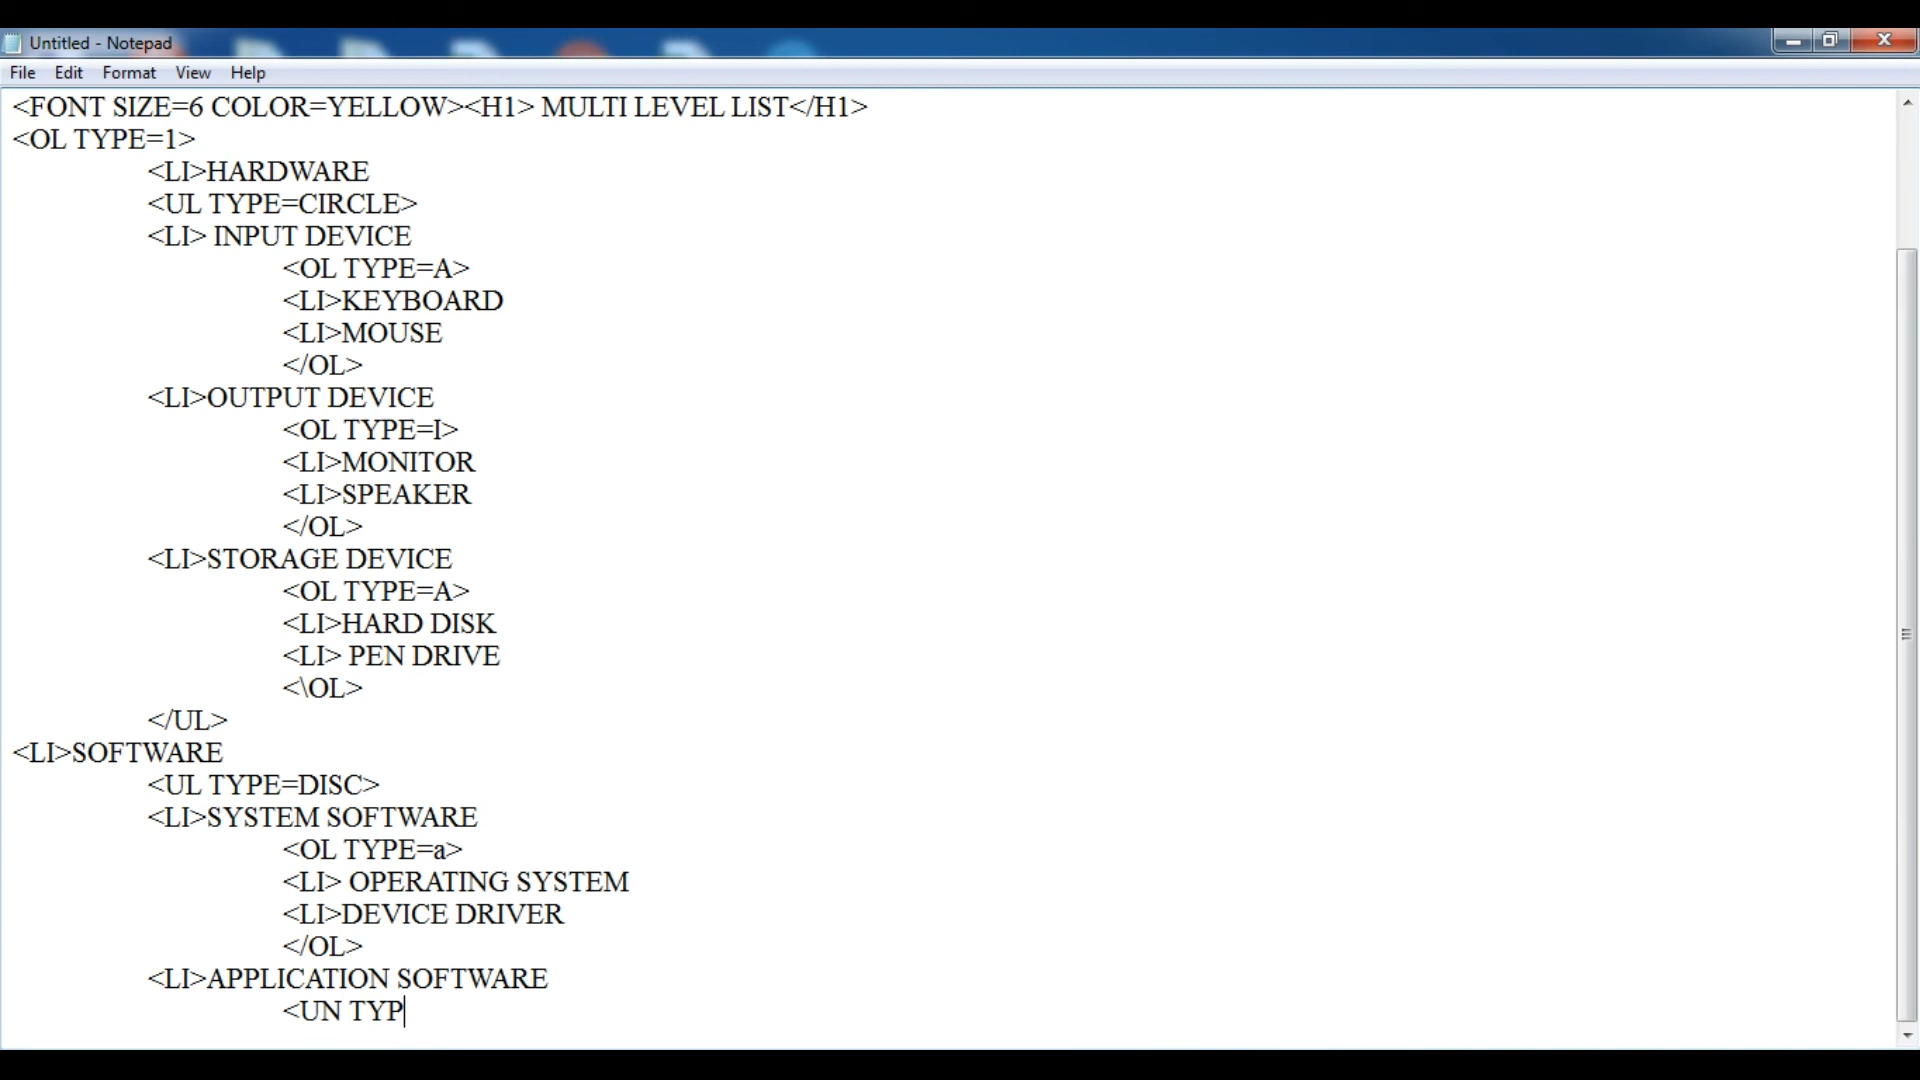 Untitled - Notepad
File Edit Format View Help
<FONT SIZE=6 COLOR=YELLOW><H1> MULTI LEVEL LIST</H1>
<OL TYPE=1>
<LI>HARDWARE
<UL TYPE=CIRCLE>
<LI> INPUT DEVICE
<OL TYPE=A>
<LI>KEYBOARD
<LI>MOUSE
</OL>
<LI>OUTPUT DEVICE
<OL TYPE=I>
<LI>MONITOR
<LI>SPEAKER
</OL>
<LI>STORAGE DEVICE
<OL TYPE=A>
<LI>HARD DISK
<LI> PEN DRIVE
<\OL>
</UL>
<LI>SOFTWARE
<UL TYPE=DISC>
<LI>SYSTEM SOFTWARE
<OL TYPE=a>
<LI> OPERATING SYSTEM
<LI>DEVICE DRIVER
</OL>
<LI>APPLICATION SOFTWARE
<UN TYP